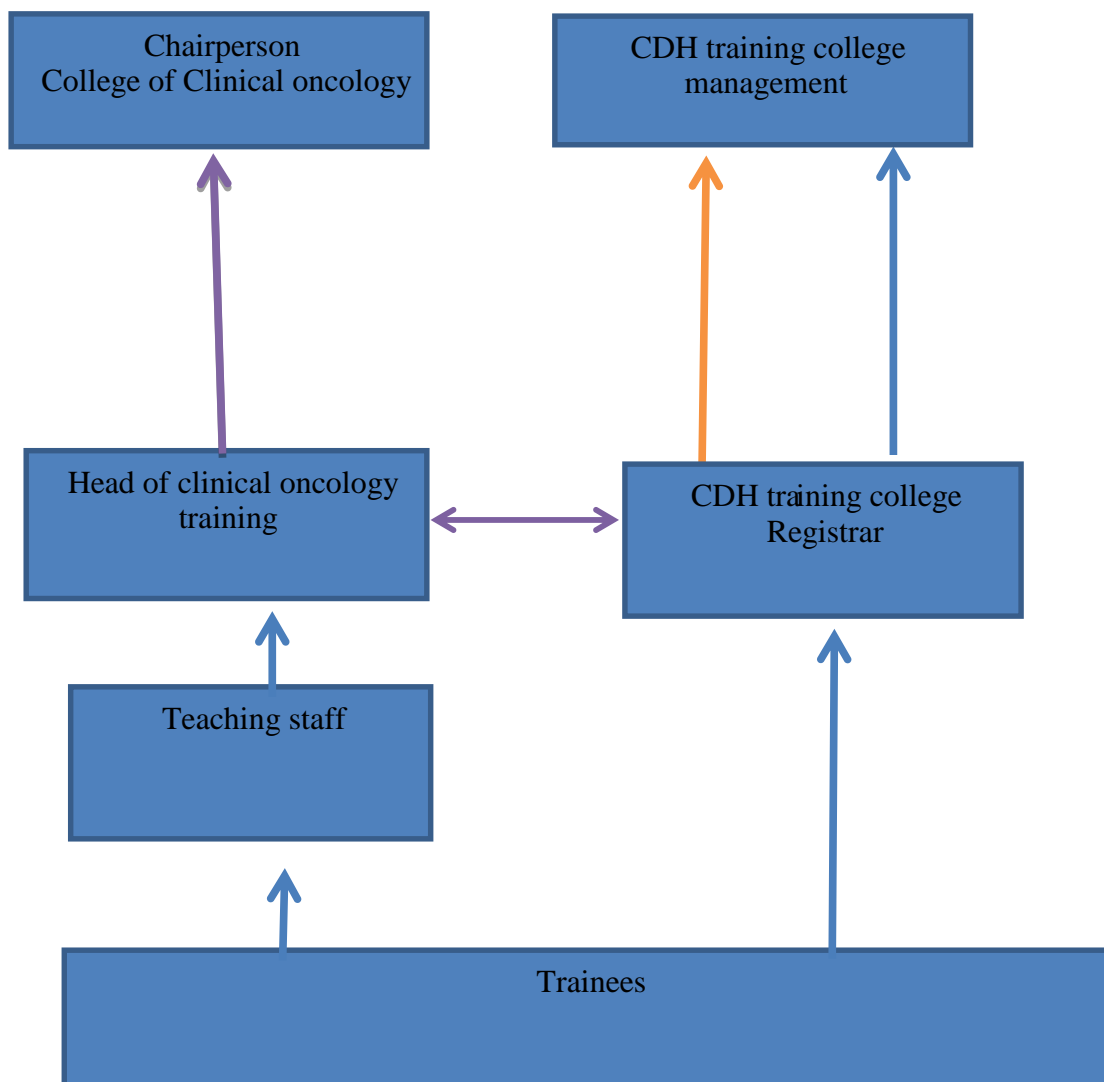 Chairperson
College of Clinical oncology
CDH training college
management
Head of clinical oncology
training
CDH training college
Registrar
Teaching staff
Trainees